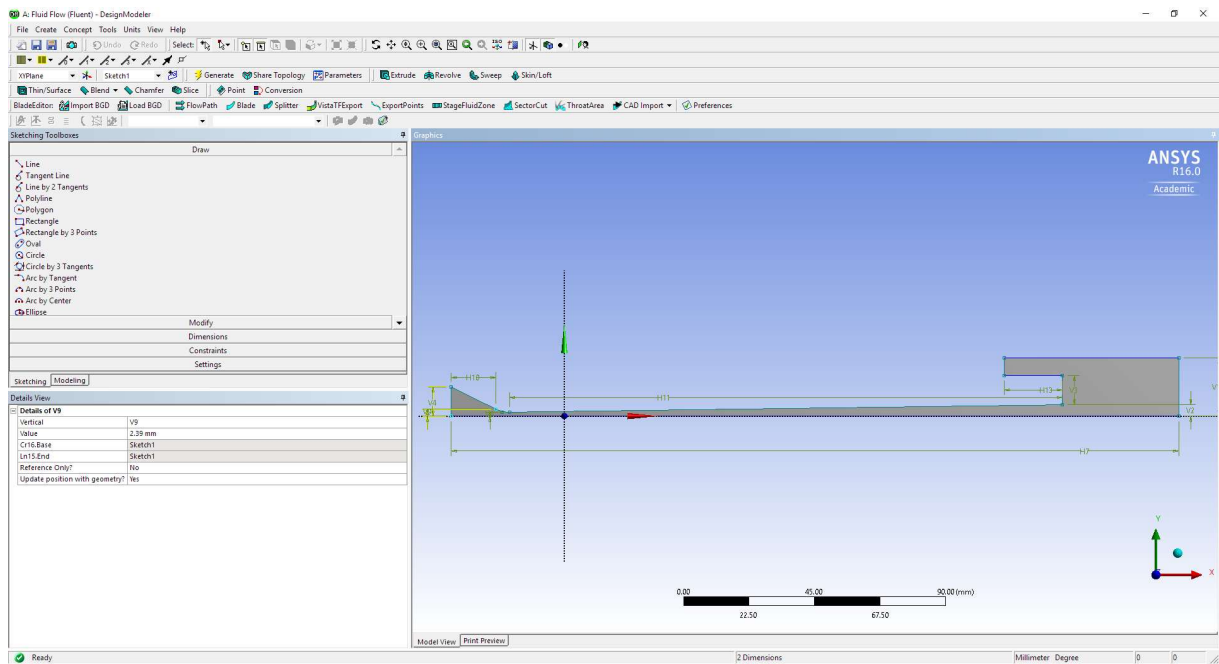 A: Fluid Flow (Fluent) - DesignModeler
File Create Concept Tools Units View Help
Undo Redo Select:
XYPlane Sketch1 Generate Share Topology Parameters Extrude Revolve Sweep Skin/Loft
Thin/Surface Blend Chamfer Slice Point Conversion
BladeEditor: Import BGD Load BGD FlowPath Blade Splitter VistaTFExport ExportPoints StageFluidZone SectorCut ThroatArea CAD Import Preferences
Sketching Toolboxes
Draw
Line
Tangent Line
Line by 2 Tangents
Polyline
Polygon
Rectangle
Rectangle by 3 Points
Oval
Circle
Circle by 3 Tangents
Arc by Tangent
Arc by 3 Points
Arc by Center
Ellipse
Modify
Dimensions
Constraints
Settings
Sketching Modeling
Details View
Details of V9
Vertical V9
Value 2.39 mm
Cr16.Base Sketch1
Ln15.End Sketch1
Reference Only? No
Update position with geometry? Yes
Graphics
ANSYS
R16.0
Academic
H10
V4
H11
H13
V3
V
V2
H7
Y
X
0.00 45.00 90.00 (mm)
22.50 67.50
Model View Print Preview
Ready 2 Dimensions Millimeter Degree 0 0